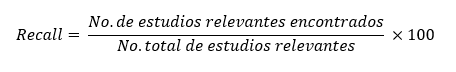 Recall = No. de estudios relevantes encontrados / No. total de estudios relevantes × 100